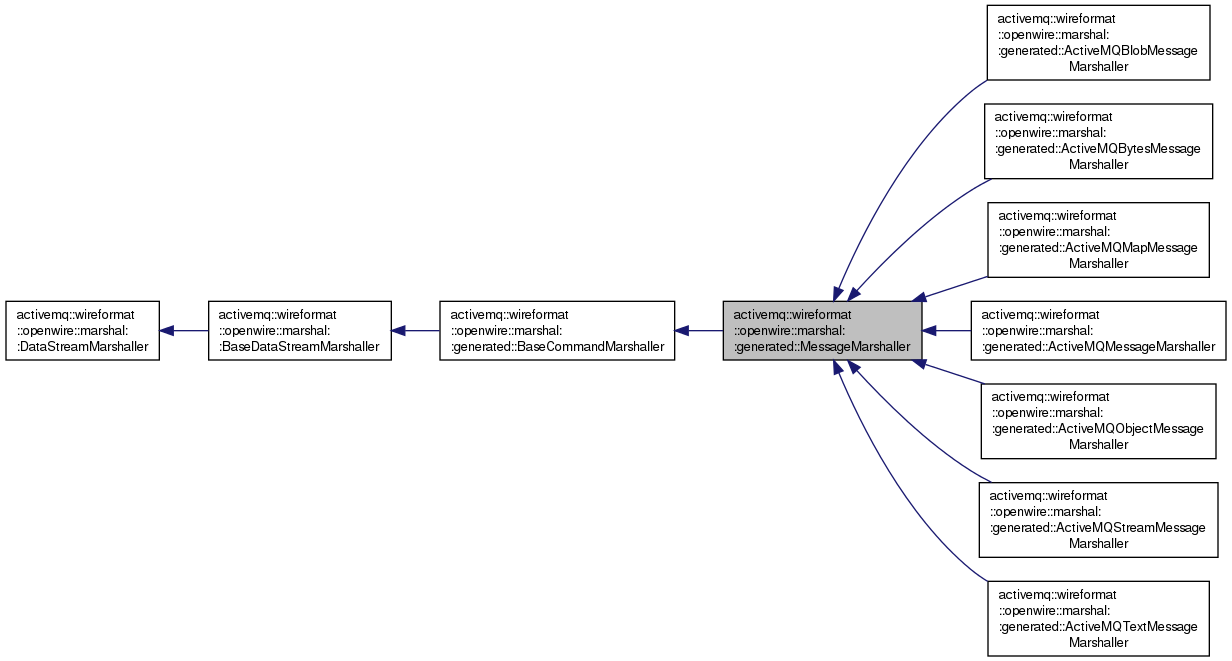 activemq::wireformat
::openwire::marshal:
:DataStreamMarshaller
activemq::wireformat
::openwire::marshal:
:BaseDataStreamMarshaller
activemq::wireformat
::openwire::marshal:
:generated::BaseCommandMarshaller
activemq::wireformat
::openwire::marshal:
:generated::MessageMarshaller
activemq::wireformat
::openwire::marshal:
:generated::ActiveMQBlobMessage
Marshaller
activemq::wireformat
::openwire::marshal:
:generated::ActiveMQBytesMessage
Marshaller
activemq::wireformat
::openwire::marshal:
:generated::ActiveMQMapMessage
Marshaller
activemq::wireformat
::openwire::marshal:
:generated::ActiveMQMessageMarshaller
activemq::wireformat
::openwire::marshal:
:generated::ActiveMQObjectMessage
Marshaller
activemq::wireformat
::openwire::marshal:
:generated::ActiveMQStreamMessage
Marshaller
activemq::wireformat
::openwire::marshal:
:generated::ActiveMQTextMessage
Marshaller